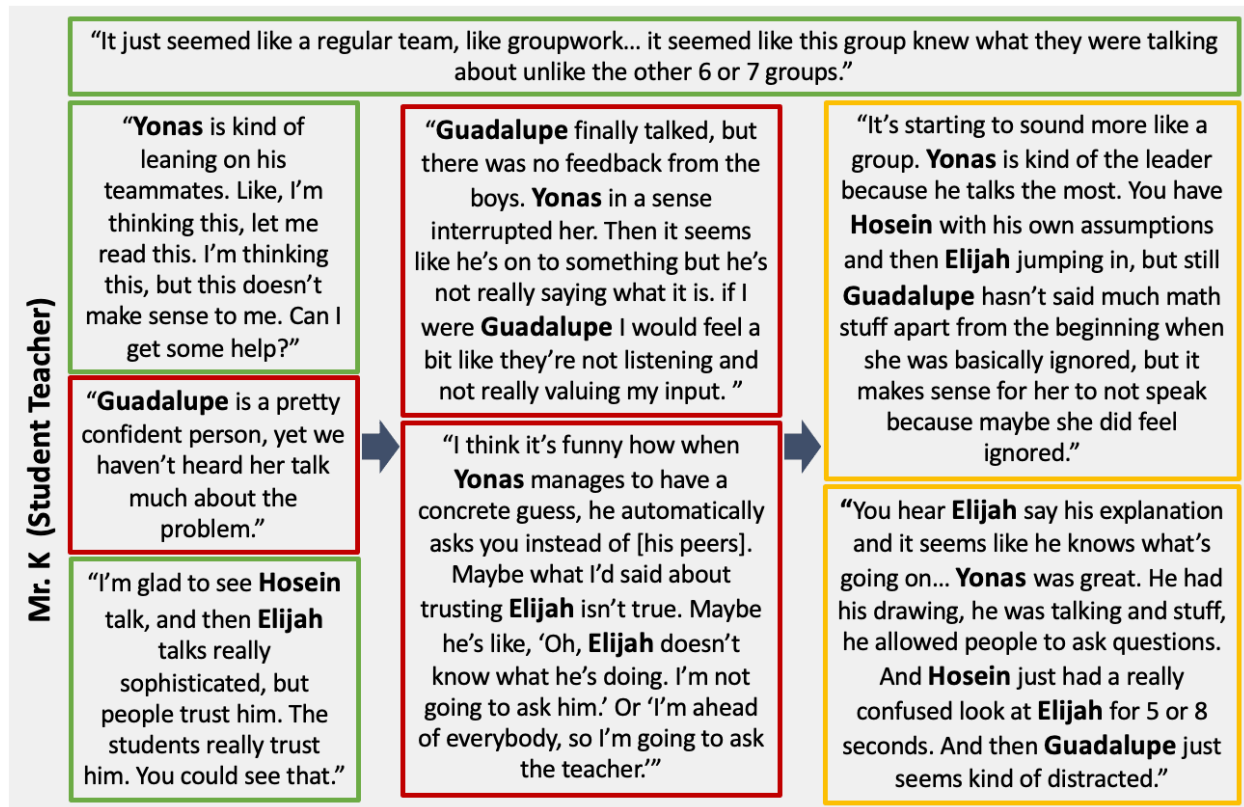 Mr. K (Student Teacher)
“It just seemed like a regular team, like groupwork... it seemed like this group knew what they were talking
about unlike the other 6 or 7 groups.”
“Yonas is kind of
leaning on his
teammates. Like, I’m
thinking this, let me
read this. I’m thinking
this, but this doesn’t
make sense to me. Can I
get some help?”
“Guadalupe is a pretty
confident person, yet we
haven’t heard her talk
much about the
problem.”
“I’m glad to see Hosein
talk, and then Elijah
talks really
sophisticated, but
people trust him. The
students really trust
him. You could see that.”
“Guadalupe finally talked, but
there was no feedback from the
boys. Yonas in a sense
interrupted her. Then it seems
like he’s on to something but he’s
not really saying what it is. if I
were Guadalupe I would feel a
bit like they’re not listening and
not really valuing my input. ”
“I think it’s funny how when
Yonas manages to have a
concrete guess, he automatically
asks you instead of [his peers].
Maybe what I’d said about
trusting Elijah isn’t true. Maybe
he’s like, ‘Oh, Elijah doesn’t
know what he’s doing. I’m not
going to ask him.’ Or ‘I’m ahead
of everybody, so I’m going to ask
the teacher.’”
“It’s starting to sound more like a
group. Yonas is kind of the leader
because he talks the most. You have
Hosein with his own assumptions
and then Elijah jumping in, but still
Guadalupe hasn’t said much math
stuff apart from the beginning when
she was basically ignored, but it
makes sense for her to not speak
because maybe she did feel
ignored.”
“You hear Elijah say his explanation
and it seems like he knows what’s
going on... Yonas was great. He had
his drawing, he was talking and stuff,
he allowed people to ask questions.
And Hosein just had a really
confused look at Elijah for 5 or 8
seconds. And then Guadalupe just
seems kind of distracted.”